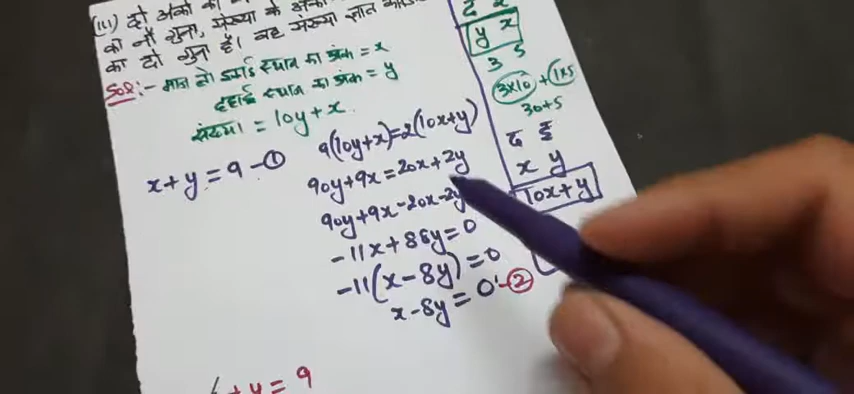 (iii) दो अंकों की
को नौ गुना, संख्या के अंकों
का दो गुना है। वह संख्या ज्ञात
Sol:- माना की इकाई स्थान का अंक = x
दहाई स्थान का अंक = y
संख्या = 10y+x
x+y=9 -①
9(10y+x)=2(10x+y)
90y+9x=20x+2y
90y+9x-20x-2y
-11x+88y=0
-11(x-8y)=0
x-8y=0 -②
+y=9
y x
3 5
3×10 + 1×5
30+5
द इ
x y
10x+y